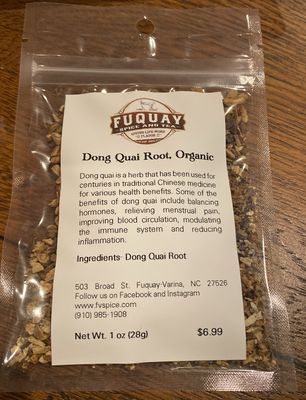 FUQUAY
SPICE AND TEA
GIVING LIFE MORE
FLAVOR
Dong Quai Root, Organic
Dong quai is a herb that has been used for
centuries in traditional Chinese medicine
for various health benefits. Some of the
benefits of dong quai include balancing
hormones, relieving menstrual pain,
improving blood circulation, modulating
the immune system and reducing
inflammation.
Ingredients- Dong Quai Root
503 Broad St. Fuquay-Varina, NC 27526
Follow us on Facebook and Instagram
www.fvspice.com
(910) 985-1908
Net Wt. 1 oz (28g) $6.99